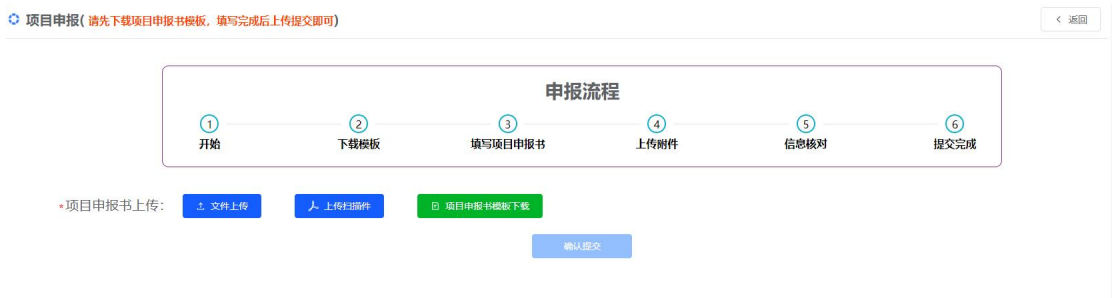 项目申报( 请先下载项目申报书模板，填写完成后上传提交即可)
返回
申报流程
1 2 3 4 5 6
开始 下载模板 填写项目申报书 上传附件 信息核对 提交完成
*项目申报书上传： 文件上传 上传扫描件 项目申报书模板下载
确认提交